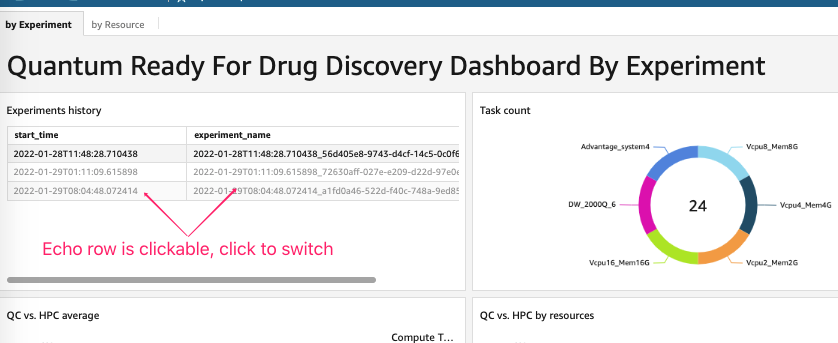 by Experiment
by Resource
Quantum Ready For Drug Discovery Dashboard By Experiment
Experiments history
start_time experiment_name
2022-01-28T11:48:28.710438 2022-01-28T11:48:28.710438_56d405e8-9743-d4cf-14c5-0c0f6
2022-01-29T01:11:09.615898 2022-01-29T01:11:09.615898_72630aff-027e-e209-d22d-97e0e
2022-01-29T08:04:48.072414 2022-01-29T08:04:48.072414_a1fd0a46-522d-f40c-748a-9ed85
Echo row is clickable, click to switch
Task count
Advantage_system4
Vcpu8_Mem8G
DW_2000Q_6
24
Vcpu4_Mem4G
Vcpu16_Mem16G
Vcpu2_Mem2G
QC vs. HPC average
Compute T...
QC vs. HPC by resources